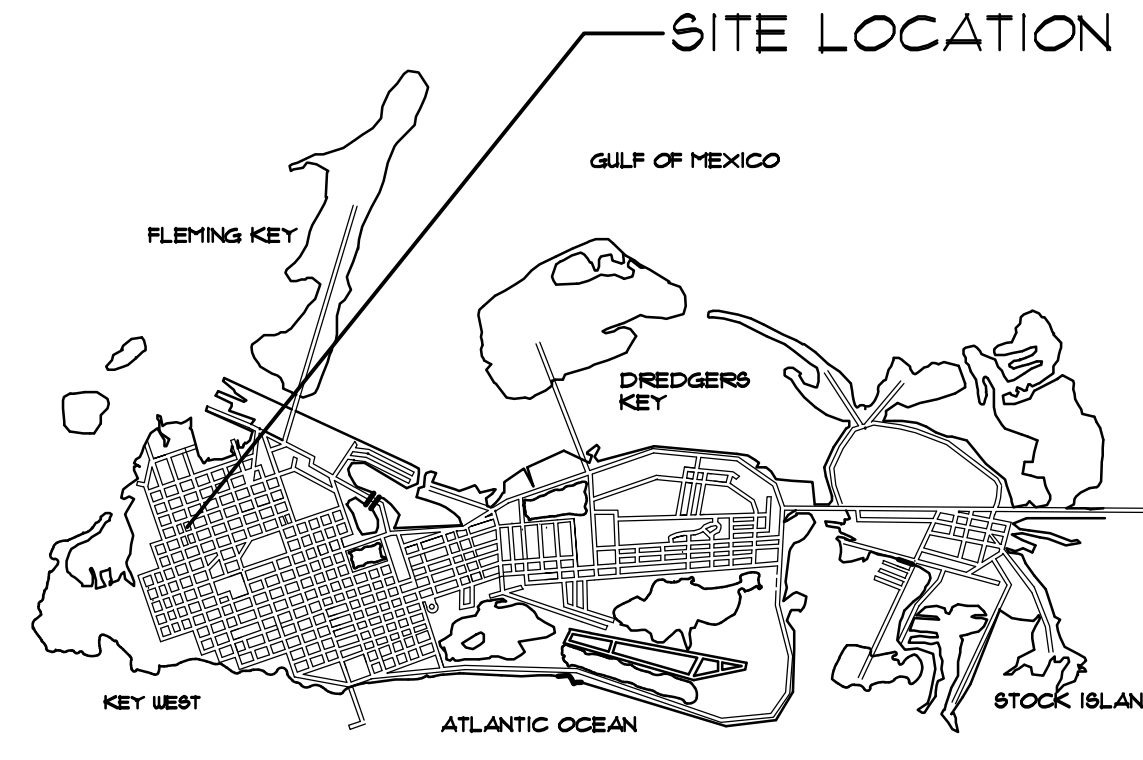 SITE LOCATION
GULF OF MEXICO
FLEMING KEY
DREDGERS
KEY
KEY WEST
STOCK ISLAN
ATLANTIC OCEAN